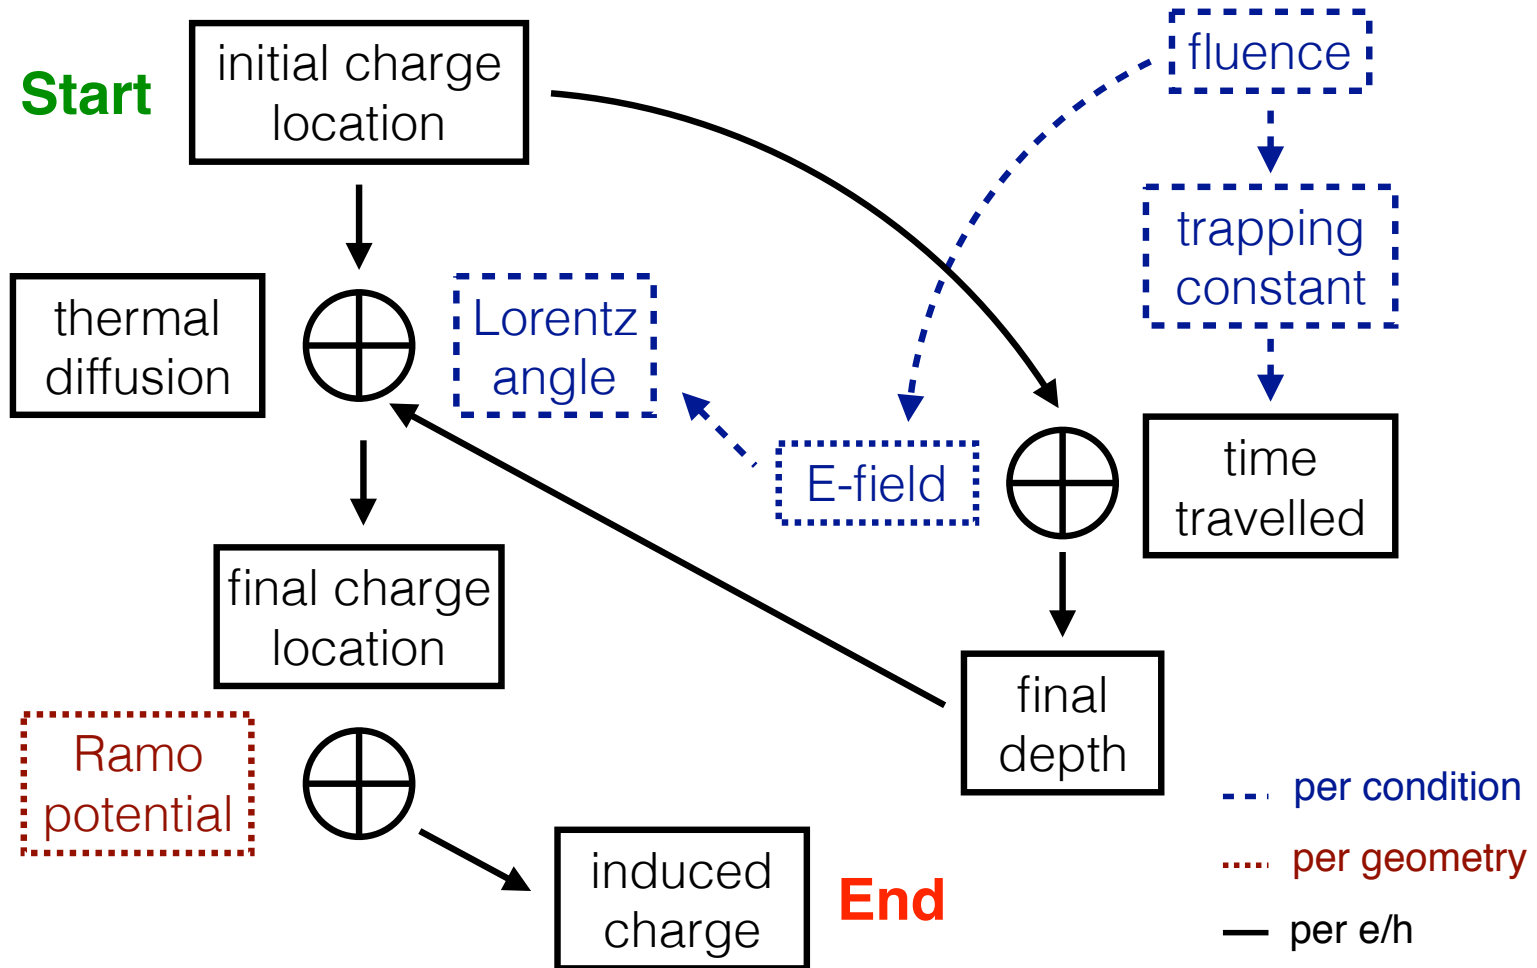 Start
initial charge
location
fluence
trapping
constant
thermal
diffusion
Lorentz
angle
E-field
time
travelled
final charge
location
final
depth
Ramo
potential
induced
charge
End
per condition
per geometry
per e/h